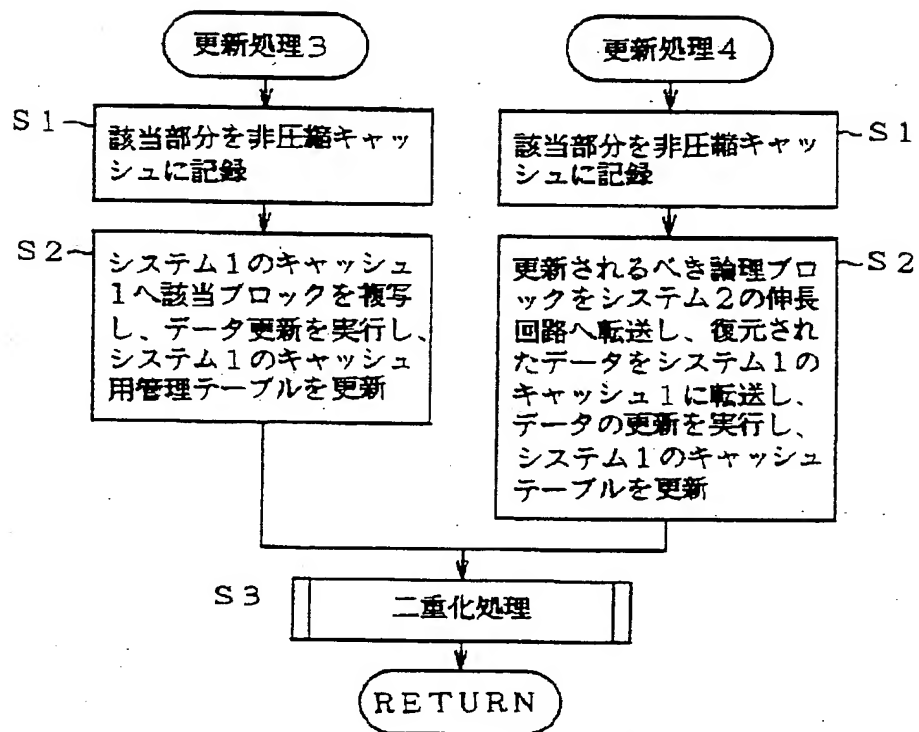 更新処理3
S1
該当部分を非圧縮キャッ
シュに記録
S2
システム1のキャッシュ
1へ該当ブロックを複写
し、データ更新を実行し、
システム1のキャッシュ
用管理テーブルを更新
更新処理4
S1
該当部分を非圧縮キャッ
シュに記録
S2
更新されるべき論理ブロ
ックをシステム2の伸長
回路へ転送し、復元され
たデータをシステム1の
キャッシュ1に転送し、
データの更新を実行し、
システム1のキャッシュ
テーブルを更新
S3
二重化処理
RETURN